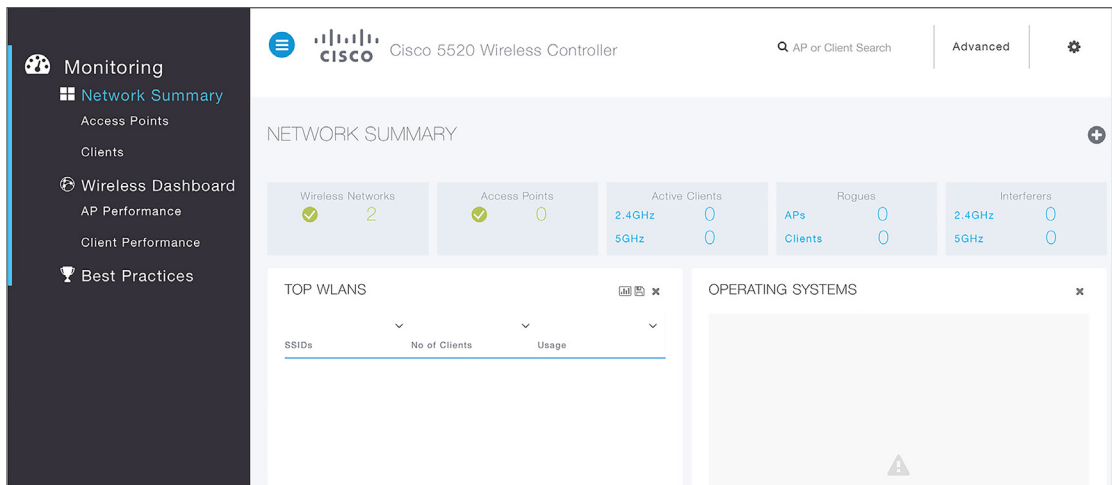 Monitoring
Network Summary
Access Points
Clients
Wireless Dashboard
AP Performance
Client Performance
Best Practices
CISCO
Cisco 5520 Wireless Controller
AP or Client Search
Advanced
NETWORK SUMMARY
Wireless Networks
2
Access Points
0
Active Clients
2.4GHz 0
5GHz 0
Rogues
APs 0
Clients 0
Interferers
2.4GHz 0
5GHz 0
TOP WLANS
SSIDs No of Clients Usage
OPERATING SYSTEMS